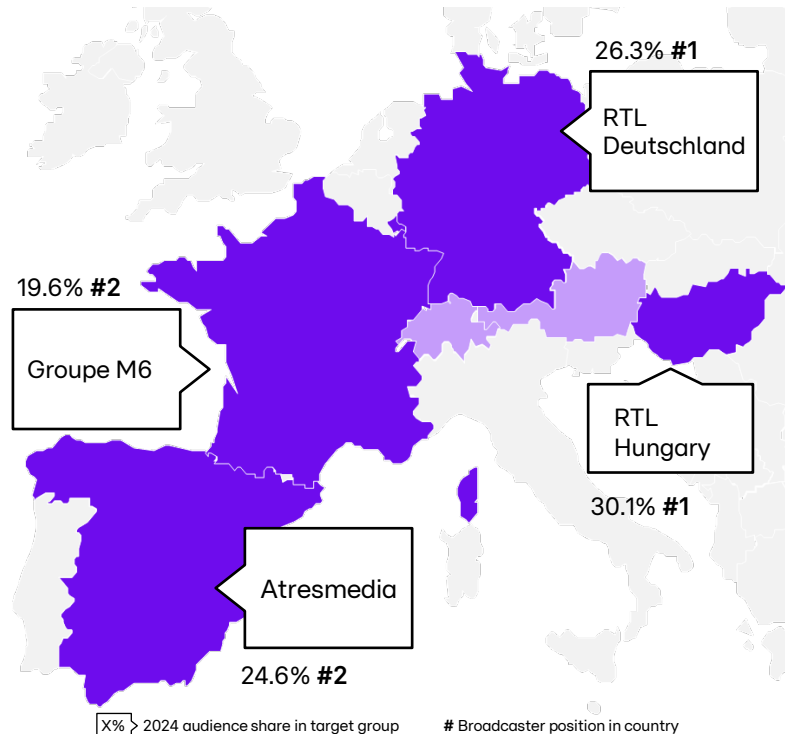 26.3% #1
RTL
Deutschland
19.6% #2
Groupe M6
RTL
Hungary
30.1% #1
Atresmedia
24.6% #2
X% 2024 audience share in target group # Broadcaster position in country